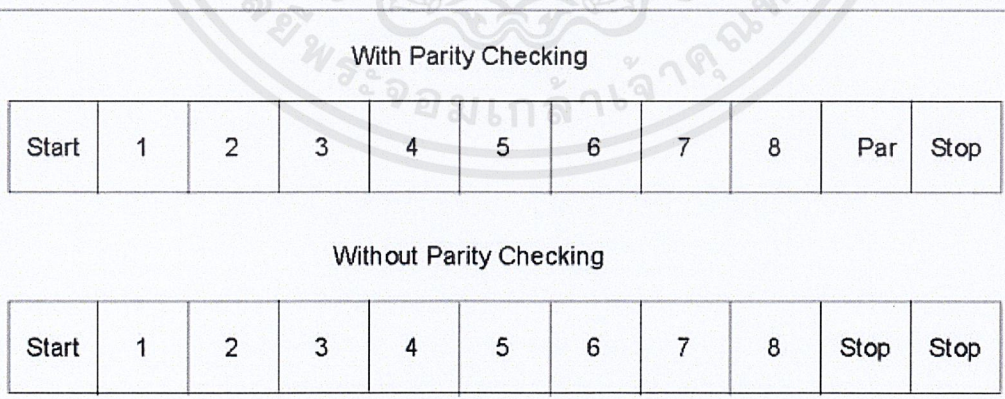 With Parity Checking
Start 1 2 3 4 5 6 7 8 Par Stop
Without Parity Checking
Start 1 2 3 4 5 6 7 8 Stop Stop